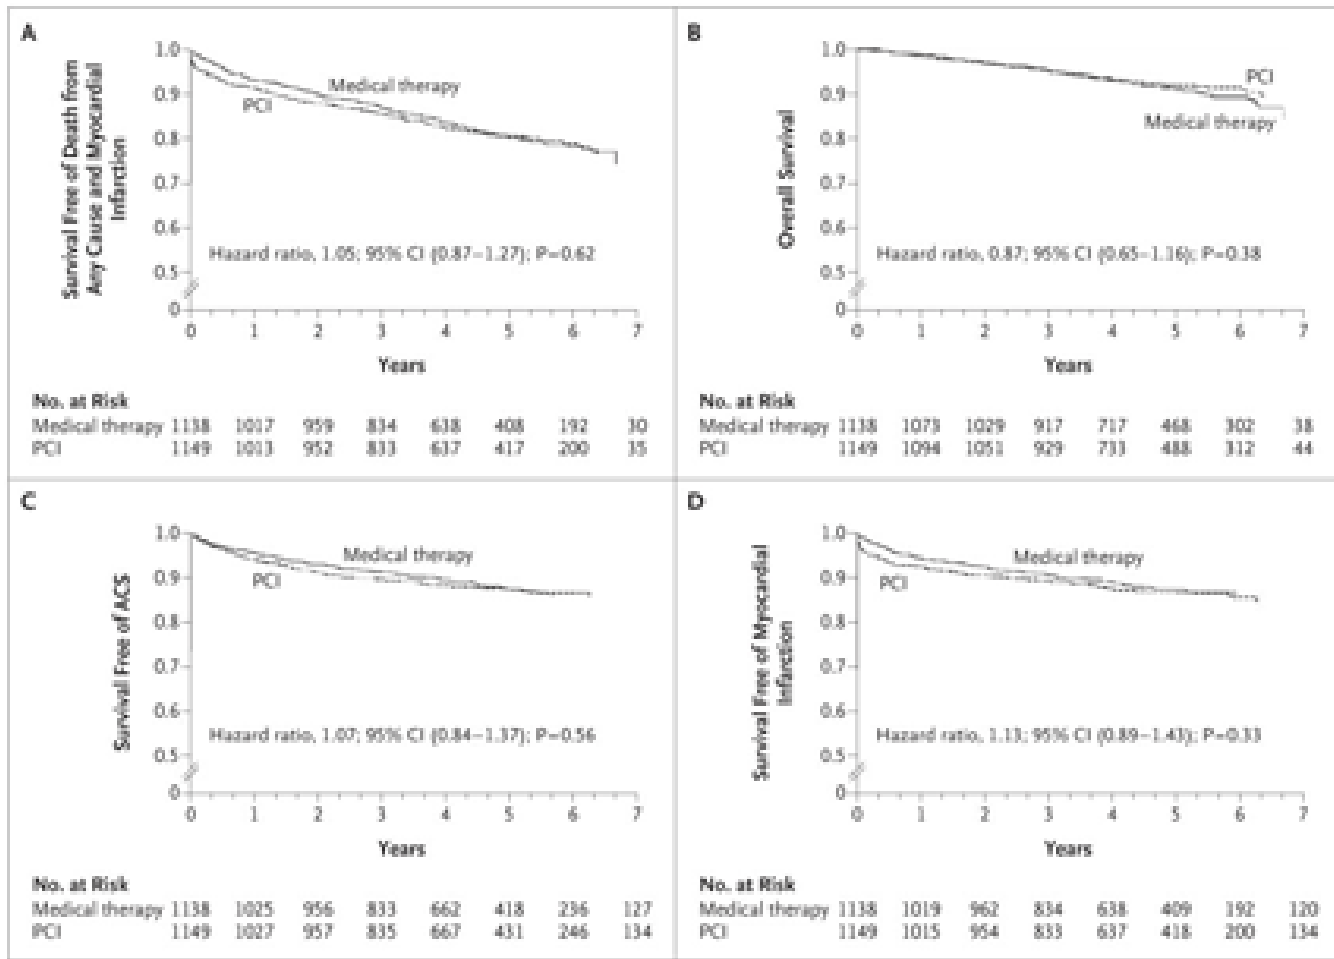 A
Survival Free of Death from
Any Cause and Myocardial
Infarction
1.0
0.9
0.8
0.7
0.6
0.5
0
Medical therapy
PCI
Hazard ratio, 1.05; 95% CI (0.87–1.27); P=0.62
0 1 2 3 4 5 6 7
Years
No. at Risk
Medical therapy 1138 1017 959 834 638 408 192 30
PCI 1149 1013 952 833 637 417 200 35
B
Overall Survival
1.0
0.9
0.8
0.7
0.6
0.5
0
PCI
Medical therapy
Hazard ratio, 0.87; 95% CI (0.65–1.16); P=0.38
0 1 2 3 4 5 6 7
Years
No. at Risk
Medical therapy 1138 1073 1029 917 717 468 302 38
PCI 1149 1094 1051 929 733 488 312 44
C
Survival Free of ACS
1.0
0.9
0.8
0.7
0.6
0.5
0
Medical therapy
PCI
Hazard ratio, 1.07; 95% CI (0.84–1.37); P=0.56
0 1 2 3 4 5 6 7
Years
No. at Risk
Medical therapy 1138 1025 956 833 662 418 236 127
PCI 1149 1027 957 835 667 431 246 134
D
Survival Free of Myocardial
Infarction
1.0
0.9
0.8
0.7
0.6
0.5
0
Medical therapy
PCI
Hazard ratio, 1.13; 95% CI (0.89–1.43); P=0.33
0 1 2 3 4 5 6 7
Years
No. at Risk
Medical therapy 1138 1019 962 834 638 409 192 120
PCI 1149 1015 954 833 637 418 200 134